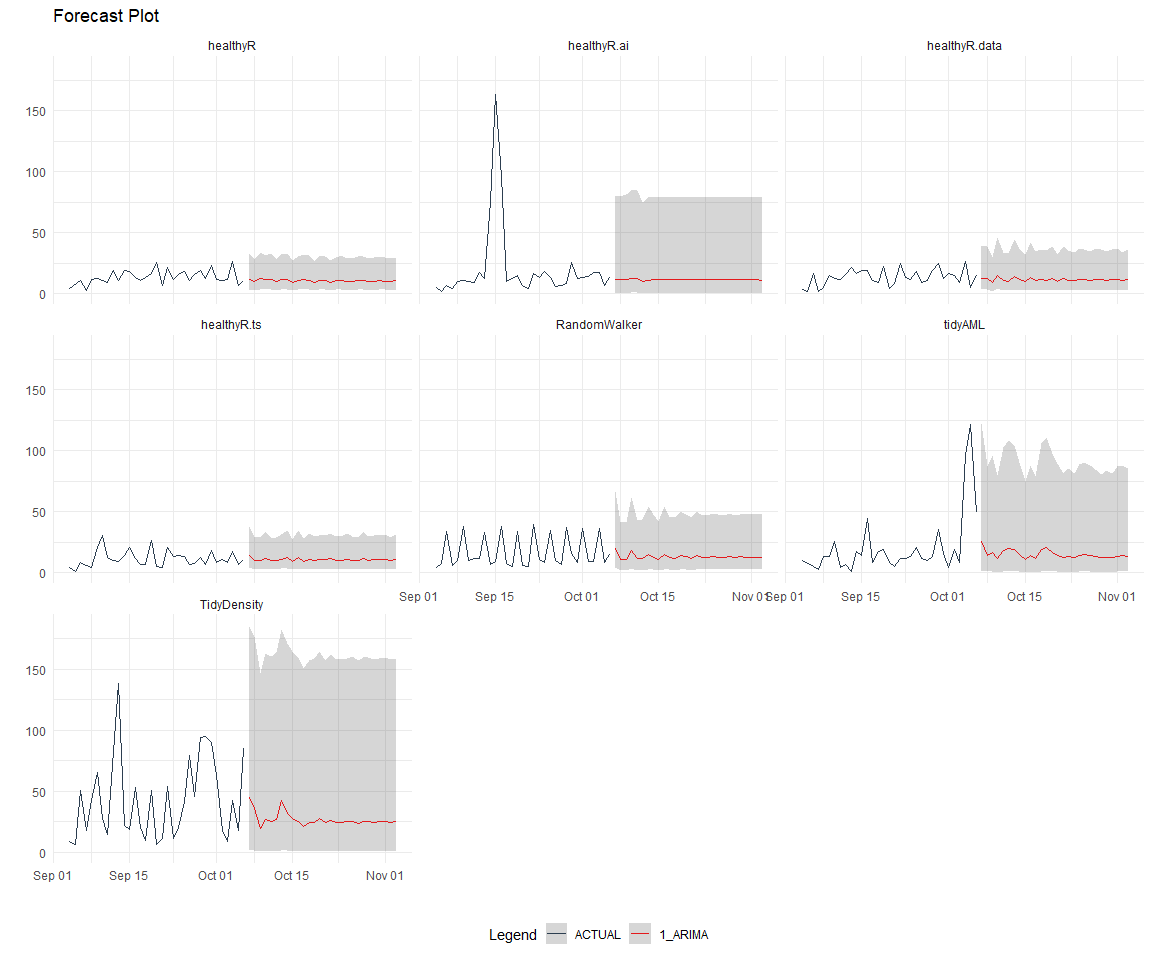 Forecast Plot
healthyR healthyR.ai healthyR.data
150
100
50
0
healthyR.ts RandomWalker tidyAML
150
100
50
0
Sep 01 Sep 15 Oct 01 Oct 15 Nov 01 Sep 01 Sep 15 Oct 01 Oct 15 Nov 01
TidyDensity
150
100
50
0
Sep 01 Sep 15 Oct 01 Oct 15 Nov 01
Legend ACTUAL 1_ARIMA